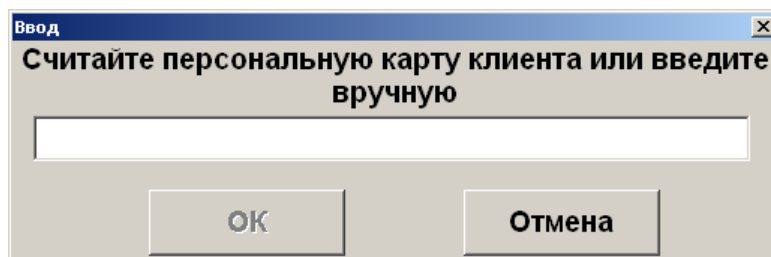 Ввод
Считайте персональную карту клиента или введите
вручную
ОК
Отмена